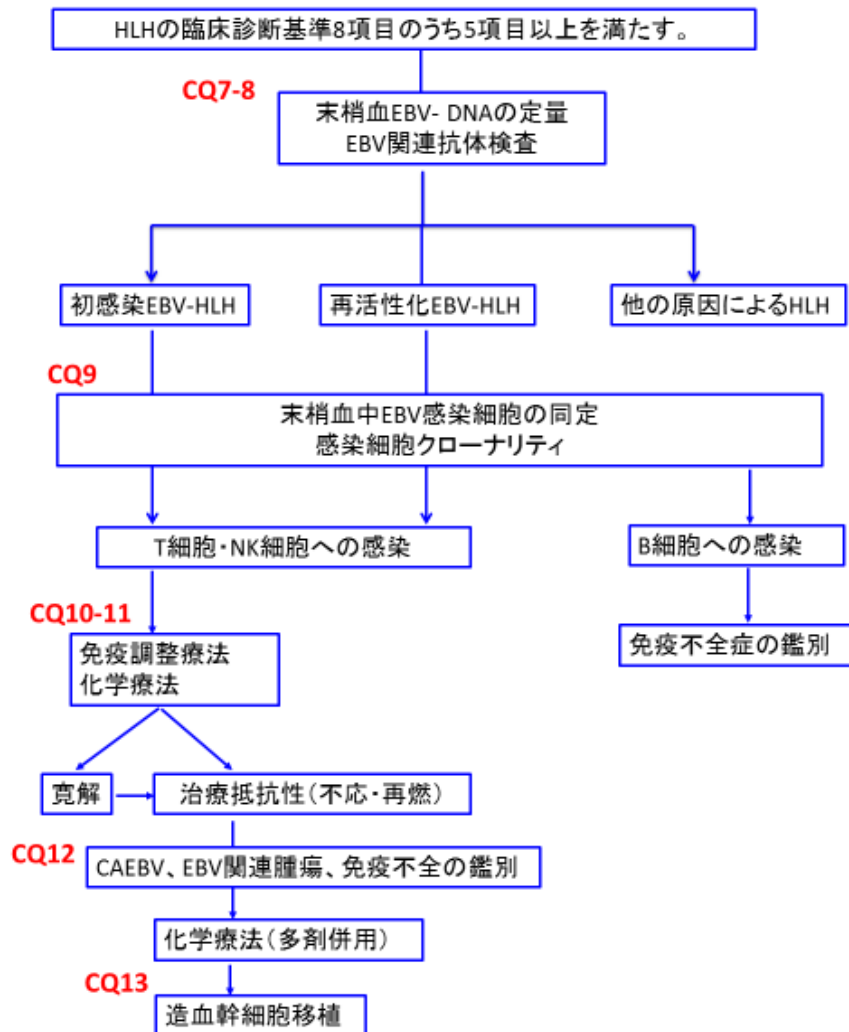 HLHの臨床診断基準8項目のうち5項目以上を満たす。
CQ7-8
末梢血EBV- DNAの定量
EBV関連抗体検査
初感染EBV-HLH
再活性化EBV-HLH
他の原因によるHLH
CQ9
末梢血中EBV感染細胞の同定
感染細胞クローナリティ
T細胞・NK細胞への感染
B細胞への感染
CQ10-11
免疫調整療法
化学療法
免疫不全症の鑑別
寛解
治療抵抗性(不応・再燃)
CQ12
CAEBV、EBV関連腫瘍、免疫不全の鑑別
化学療法(多剤併用)
CQ13
造血幹細胞移植